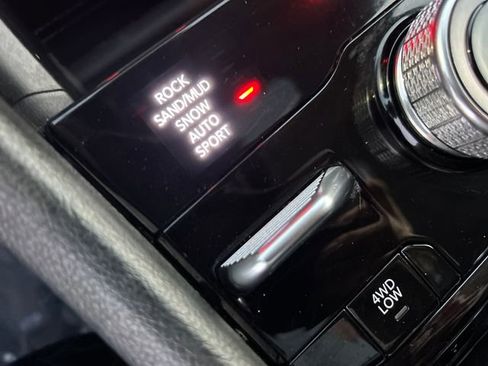 ROCK
SAND/MUD
SNOW
AUTO
SPORT
4WD
LOW